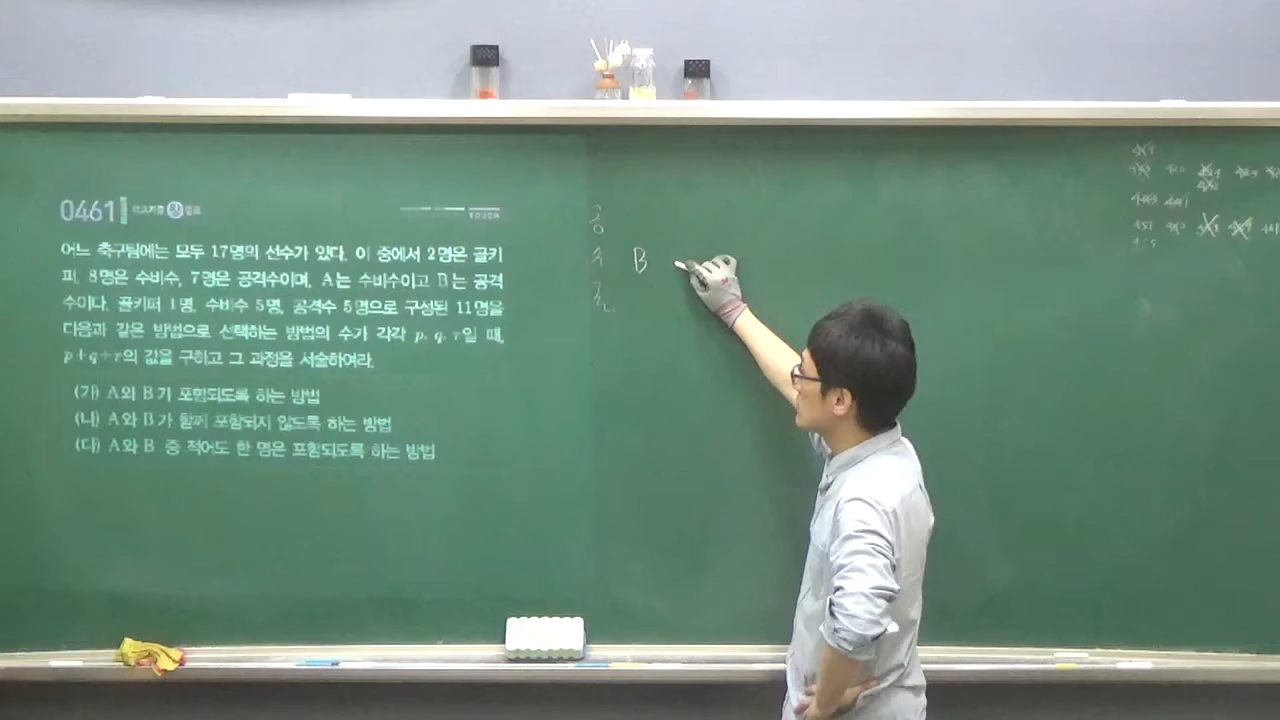 0461
TOUGH
어느 축구팀에는 모두 17명의 선수가 있다. 이 중에서 2명은 골키
퍼, 8명은 수비수, 7명은 공격수이며, A는 수비수이고 B는 공격
수이다. 골키퍼 1명, 수비수 5명, 공격수 5명으로 구성된 11명을
다음과 같은 방법으로 선택하는 방법의 수가 각각 p, q, r일 때,
p+q+r의 값을 구하고 그 과정을 서술하여라.
(가) A와 B가 포함되도록 하는 방법
(나) A와 B가 함께 포함되지 않도록 하는 방법
(다) A와 B 중 적어도 한 명은 포함되도록 하는 방법
공
수 B
골